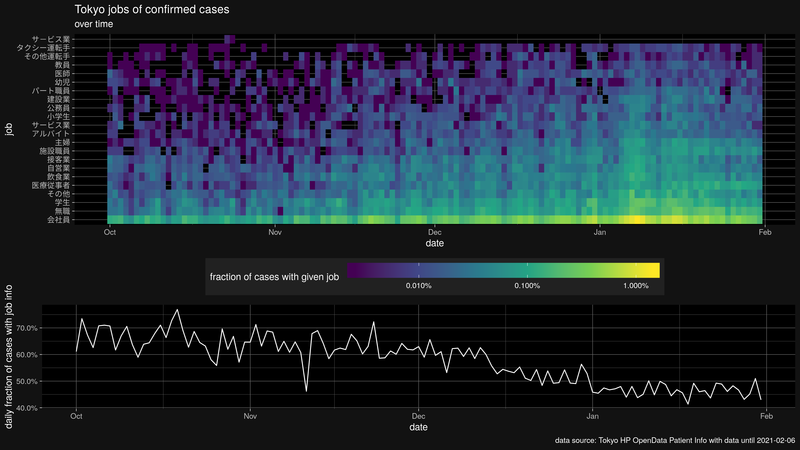 Tokyo jobs of confirmed cases
over time
job
サービス業
タクシー運転手
その他運転手
教員
医師
幼児
パート職員
建設業
公務員
小学生
サービス業
アルバイト
主婦
施設職員
接客業
自営業
飲食業
医療従事者
その他
学生
無職
会社員
Oct Nov Dec Jan Feb
date
fraction of cases with given job
0.010% 0.100% 1.000%
daily fraction of cases with job info
70.0%
60.0%
50.0%
40.0%
Oct Nov Dec Jan Feb
date
data source: Tokyo HP OpenData Patient Info with data until 2021-02-06